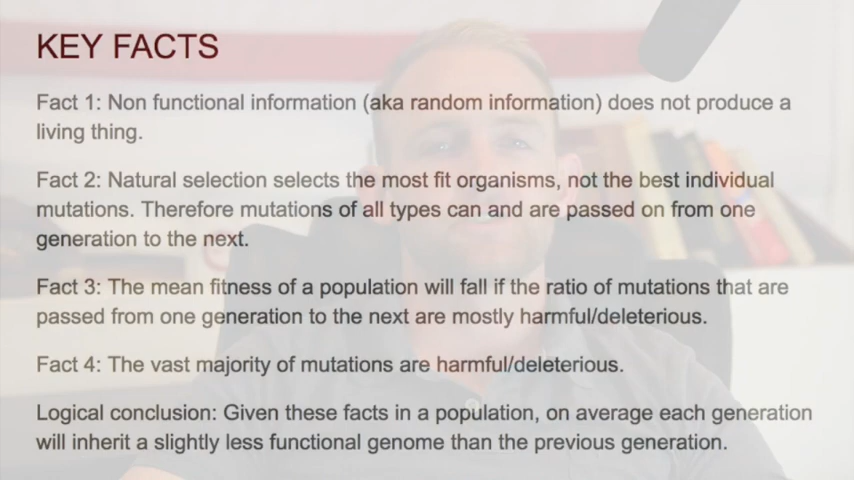 KEY FACTS
Fact 1: Non functional information (aka random information) does not produce a
living thing.
Fact 2: Natural selection selects the most fit organisms, not the best individual
mutations. Therefore mutations of all types can and are passed on from one
generation to the next.
Fact 3: The mean fitness of a population will fall if the ratio of mutations that are
passed from one generation to the next are mostly harmful/deleterious.
Fact 4: The vast majority of mutations are harmful/deleterious.
Logical conclusion: Given these facts in a population, on average each generation
will inherit a slightly less functional genome than the previous generation.